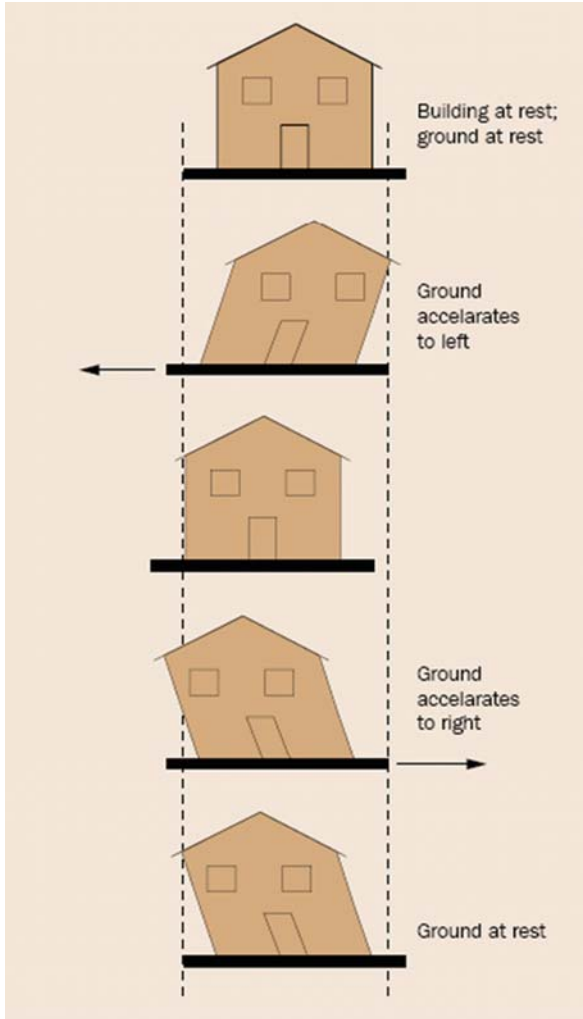 Building at rest;
ground at rest
Ground
accelarates
to left
Ground
accelarates
to right
Ground at rest